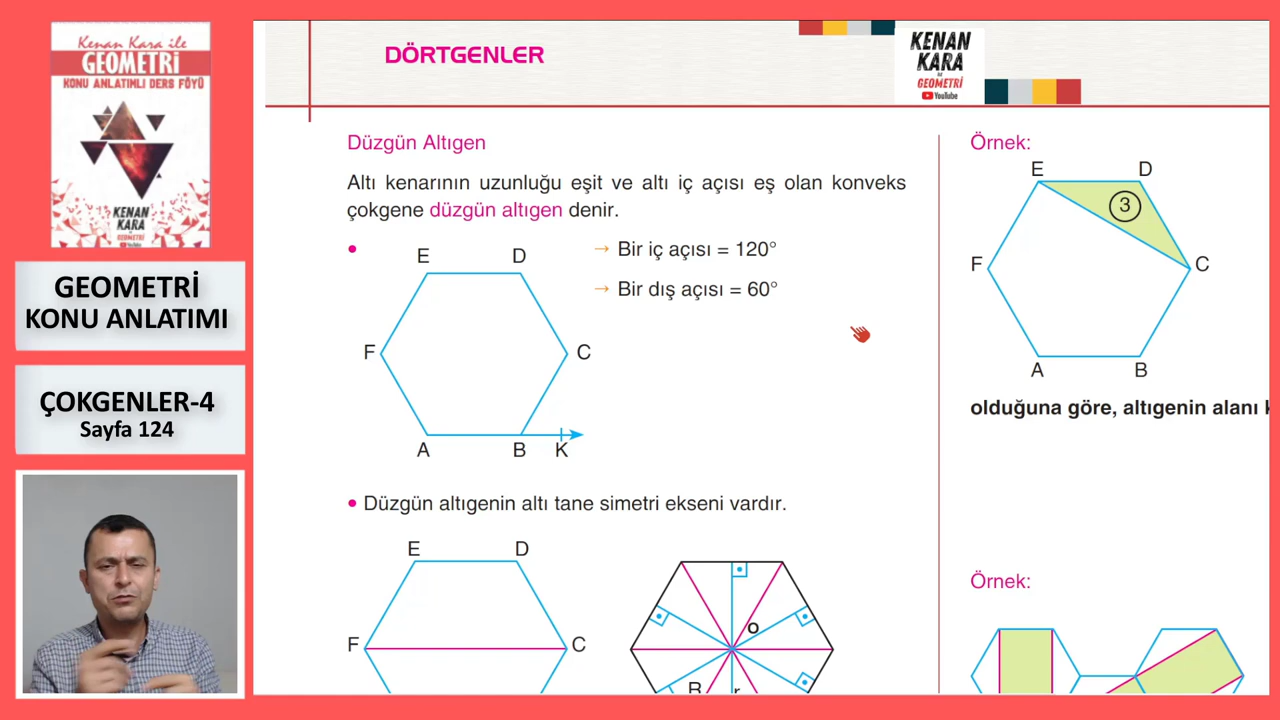 Kenan Kara ile
GEOMETRİ
KONU ANLATIMLI DERS FÖYÜ
KENAN
KARA
ile
GEOMETRİ
YouTube
GEOMETRİ
KONU ANLATIMI
ÇOKGENLER-4
Sayfa 124
DÖRTGENLER
KENAN
KARA
ile
GEOMETRİ
YouTube
Düzgün Altıgen
Altı kenarının uzunluğu eşit ve altı iç açısı eş olan konveks
çokgene düzgün altıgen denir.
• E D
→ Bir iç açısı = 120°
→ Bir dış açısı = 60°
F C
A B K
• Düzgün altıgenin altı tane simetri ekseni vardır.
E D
F C
O
R r
Örnek:
E D
3
F C
A B
olduğuna göre, altıgenin alanı
Örnek: